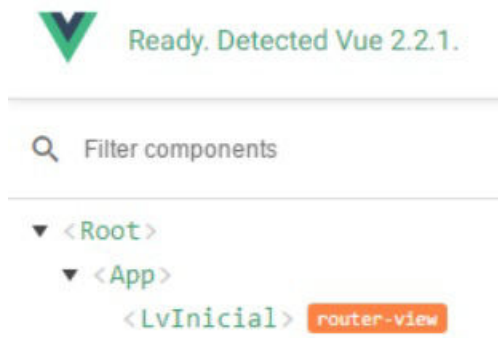 Ready. Detected Vue 2.2.1.
Filter components
<Root>
<App>
<LvInicial> router-view